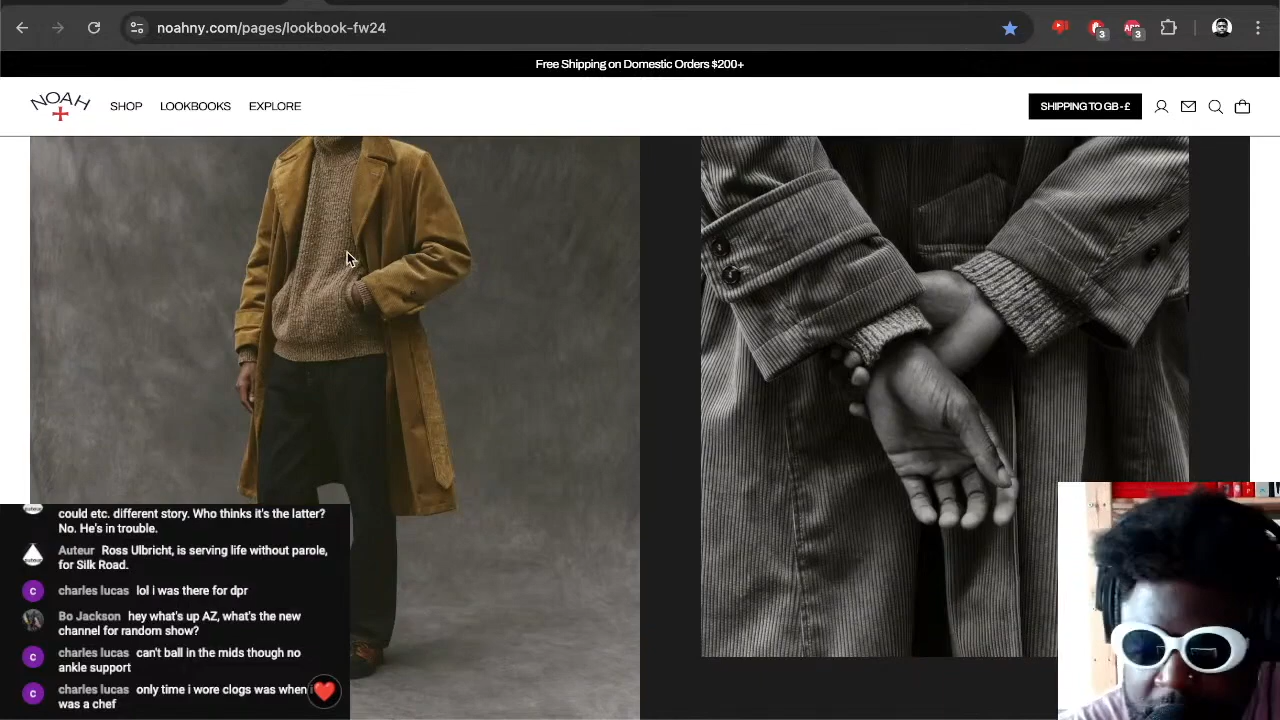 noahny.com/pages/lookbook-fw24
3
3
Free Shipping on Domestic Orders $200+
NOAH
SHOP
LOOKBOOKS
EXPLORE
SHIPPING TO GB - £
could etc. different story. Who thinks it's the latter?
No. He's in trouble.
Auteur Ross Ulbricht, is serving life without parole,
for Silk Road.
c
charles lucas lol i was there for dpr
Bo Jackson hey what's up AZ, what's the new
channel for random show?
c
charles lucas can't ball in the mids though no
ankle support
c
charles lucas only time i wore clogs was when
was a chef